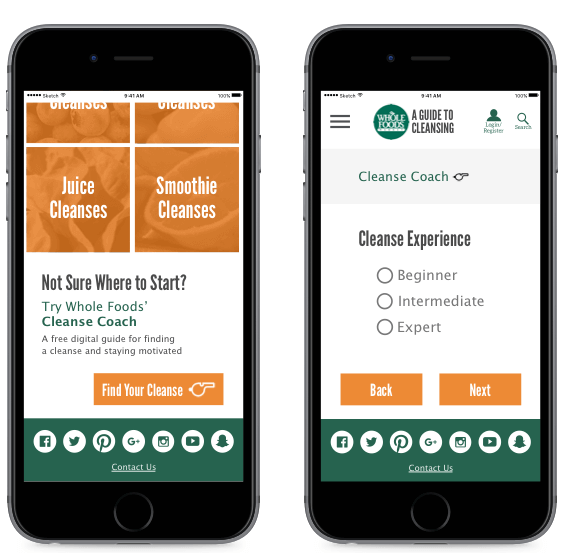 Sketch
9:41 AM
100%
Cleanses
Cleanses
Juice
Cleanses
Smoothie
Cleanses
Not Sure Where to Start?
Try Whole Foods’
Cleanse Coach
A free digital guide for finding
a cleanse and staying motivated
Find Your Cleanse
Contact Us
Sketch
9:41 AM
100%
WHOLE
FOODS
MARKET
A GUIDE TO
CLEANSING
Login/
Register
Search
Cleanse Coach
Cleanse Experience
Beginner
Intermediate
Expert
Back
Next
Contact Us